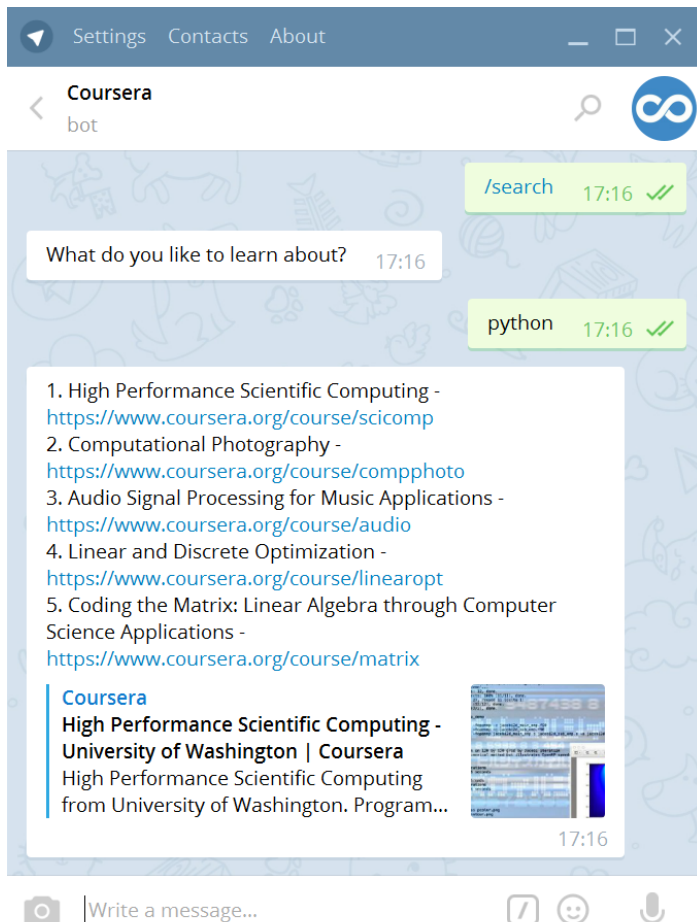 Settings Contacts About
Coursera
bot
/search 17:16
What do you like to learn about? 17:16
python 17:16
1. High Performance Scientific Computing -
https://www.coursera.org/course/scicomp
2. Computational Photography -
https://www.coursera.org/course/compphoto
3. Audio Signal Processing for Music Applications -
https://www.coursera.org/course/audio
4. Linear and Discrete Optimization -
https://www.coursera.org/course/linearopt
5. Coding the Matrix: Linear Algebra through Computer
Science Applications -
https://www.coursera.org/course/matrix
Coursera
High Performance Scientific Computing -
University of Washington | Coursera
High Performance Scientific Computing
from University of Washington. Program...
17:16
Write a message...